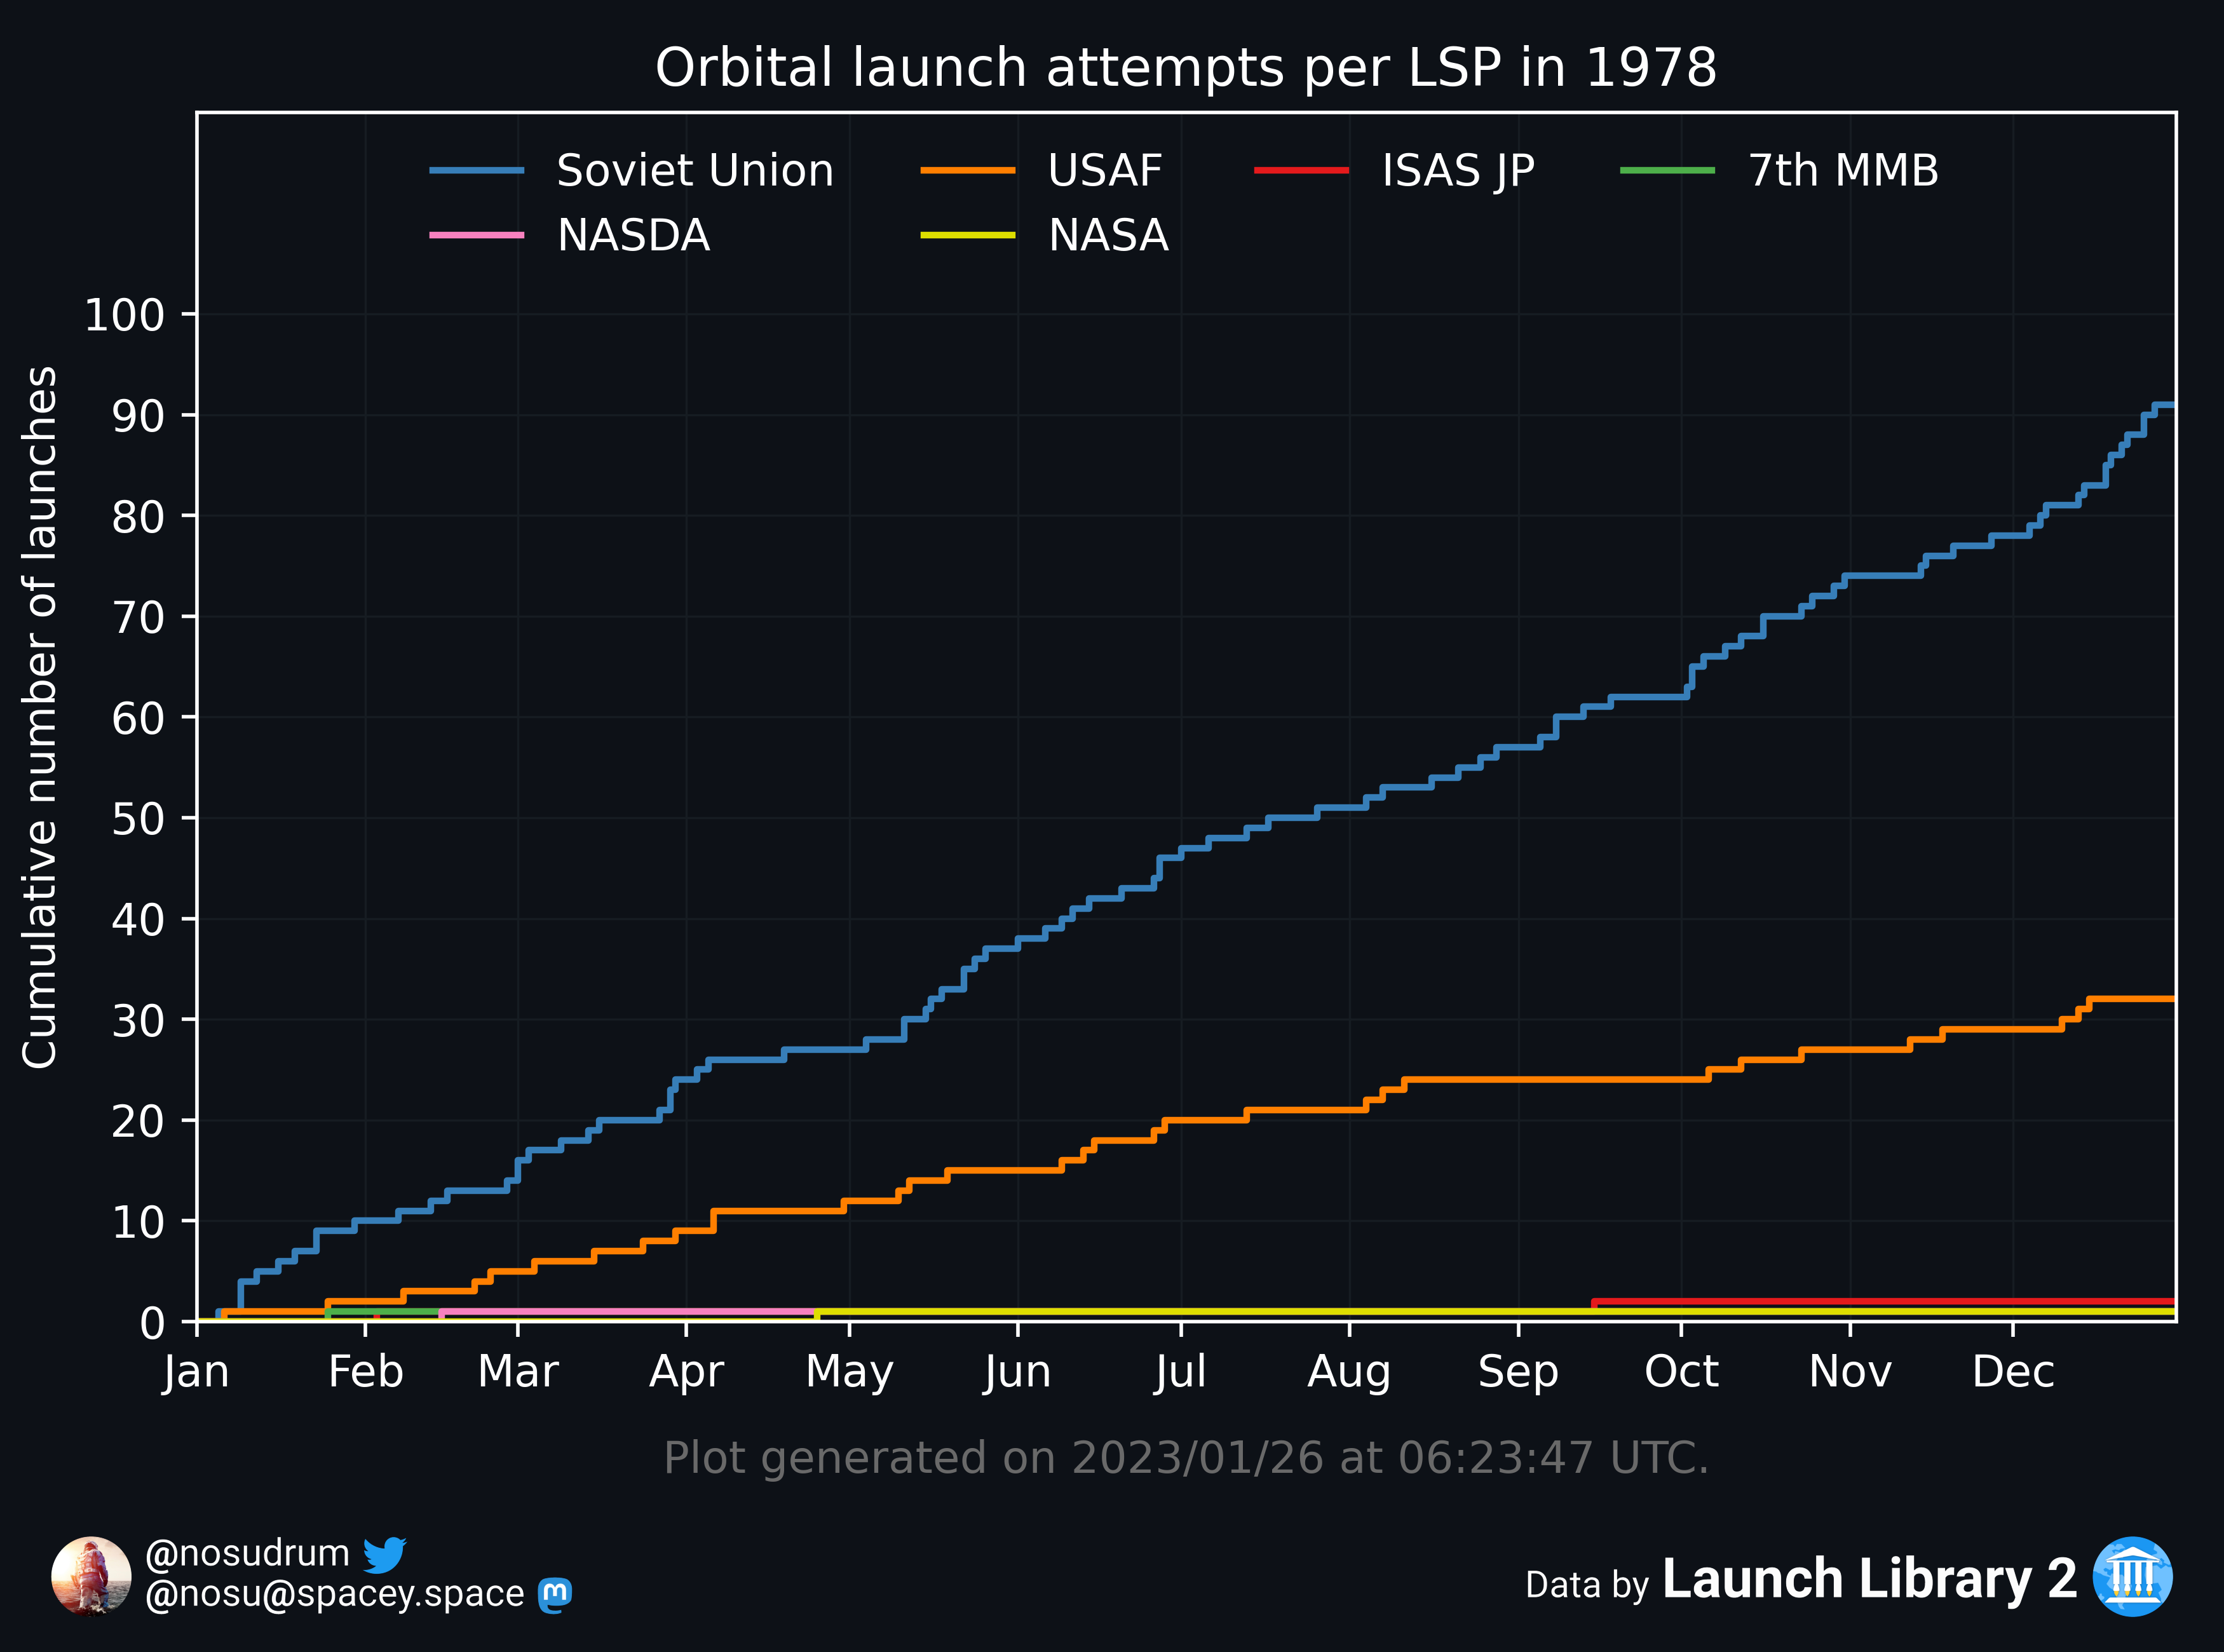 Orbital launch attempts per LSP in 1978
Soviet Union USAF ISAS JP 7th MMB
NASDA NASA
Cumulative number of launches
100
90
80
70
60
50
40
30
20
10
0
Jan Feb Mar Apr May Jun Jul Aug Sep Oct Nov Dec
Plot generated on 2023/01/26 at 06:23:47 UTC.
@nosudrum
@nosu@spacey.space
Data by Launch Library 2